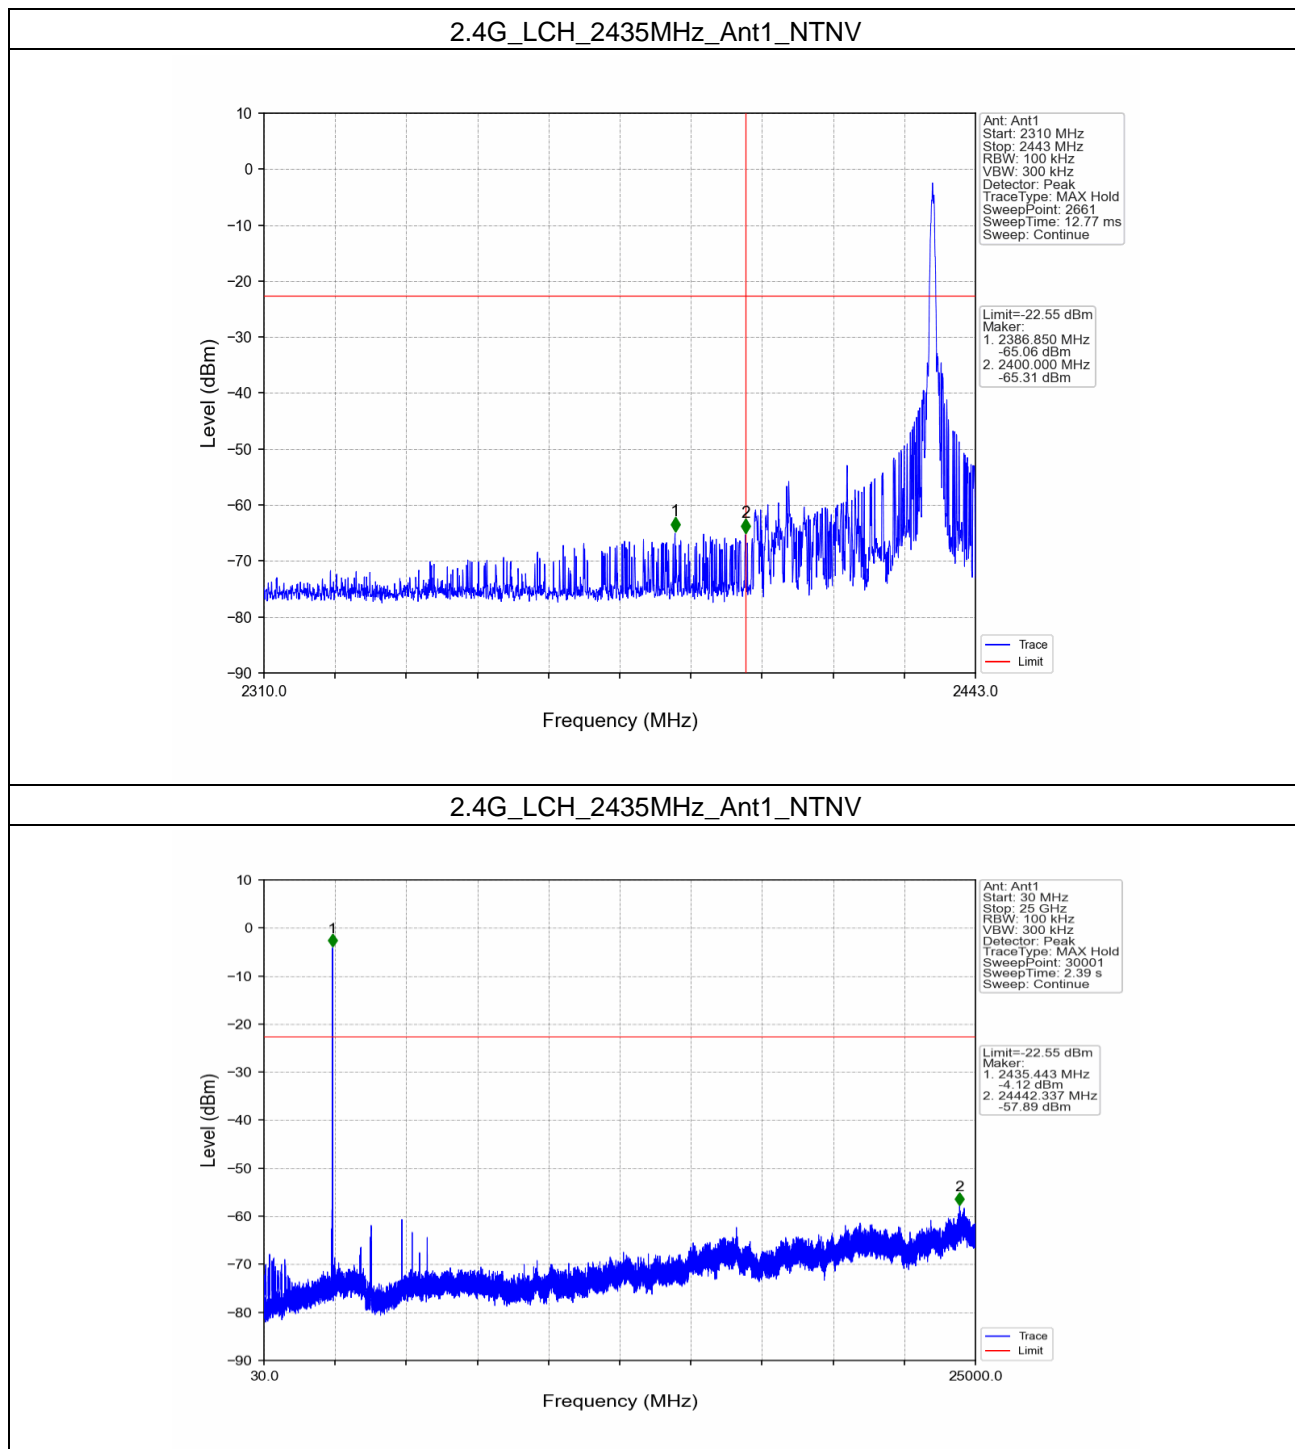 2.4G_LCH_2435MHz_Ant1_NTNV
10
0
−10
−20
−30
−40
−50
−60
−70
−80
−90
Level (dBm)
1
2
2310.0
2443.0
Frequency (MHz)
Ant: Ant1
Start: 2310 MHz
Stop: 2443 MHz
RBW: 100 kHz
VBW: 300 kHz
Detector: Peak
TraceType: MAX Hold
SweepPoint: 2661
SweepTime: 12.77 ms
Sweep: Continue
Limit=-22.55 dBm
Maker:
1. 2386.850 MHz
-65.06 dBm
2. 2400.000 MHz
-65.31 dBm
Trace
Limit
2.4G_LCH_2435MHz_Ant1_NTNV
10
0
−10
−20
−30
−40
−50
−60
−70
−80
−90
Level (dBm)
1
2
30.0
25000.0
Frequency (MHz)
Ant: Ant1
Start: 30 MHz
Stop: 25 GHz
RBW: 100 kHz
VBW: 300 kHz
Detector: Peak
TraceType: MAX Hold
SweepPoint: 30001
SweepTime: 2.39 s
Sweep: Continue
Limit=-22.55 dBm
Maker:
1. 2435.443 MHz
-4.12 dBm
2. 24442.337 MHz
-57.89 dBm
Trace
Limit